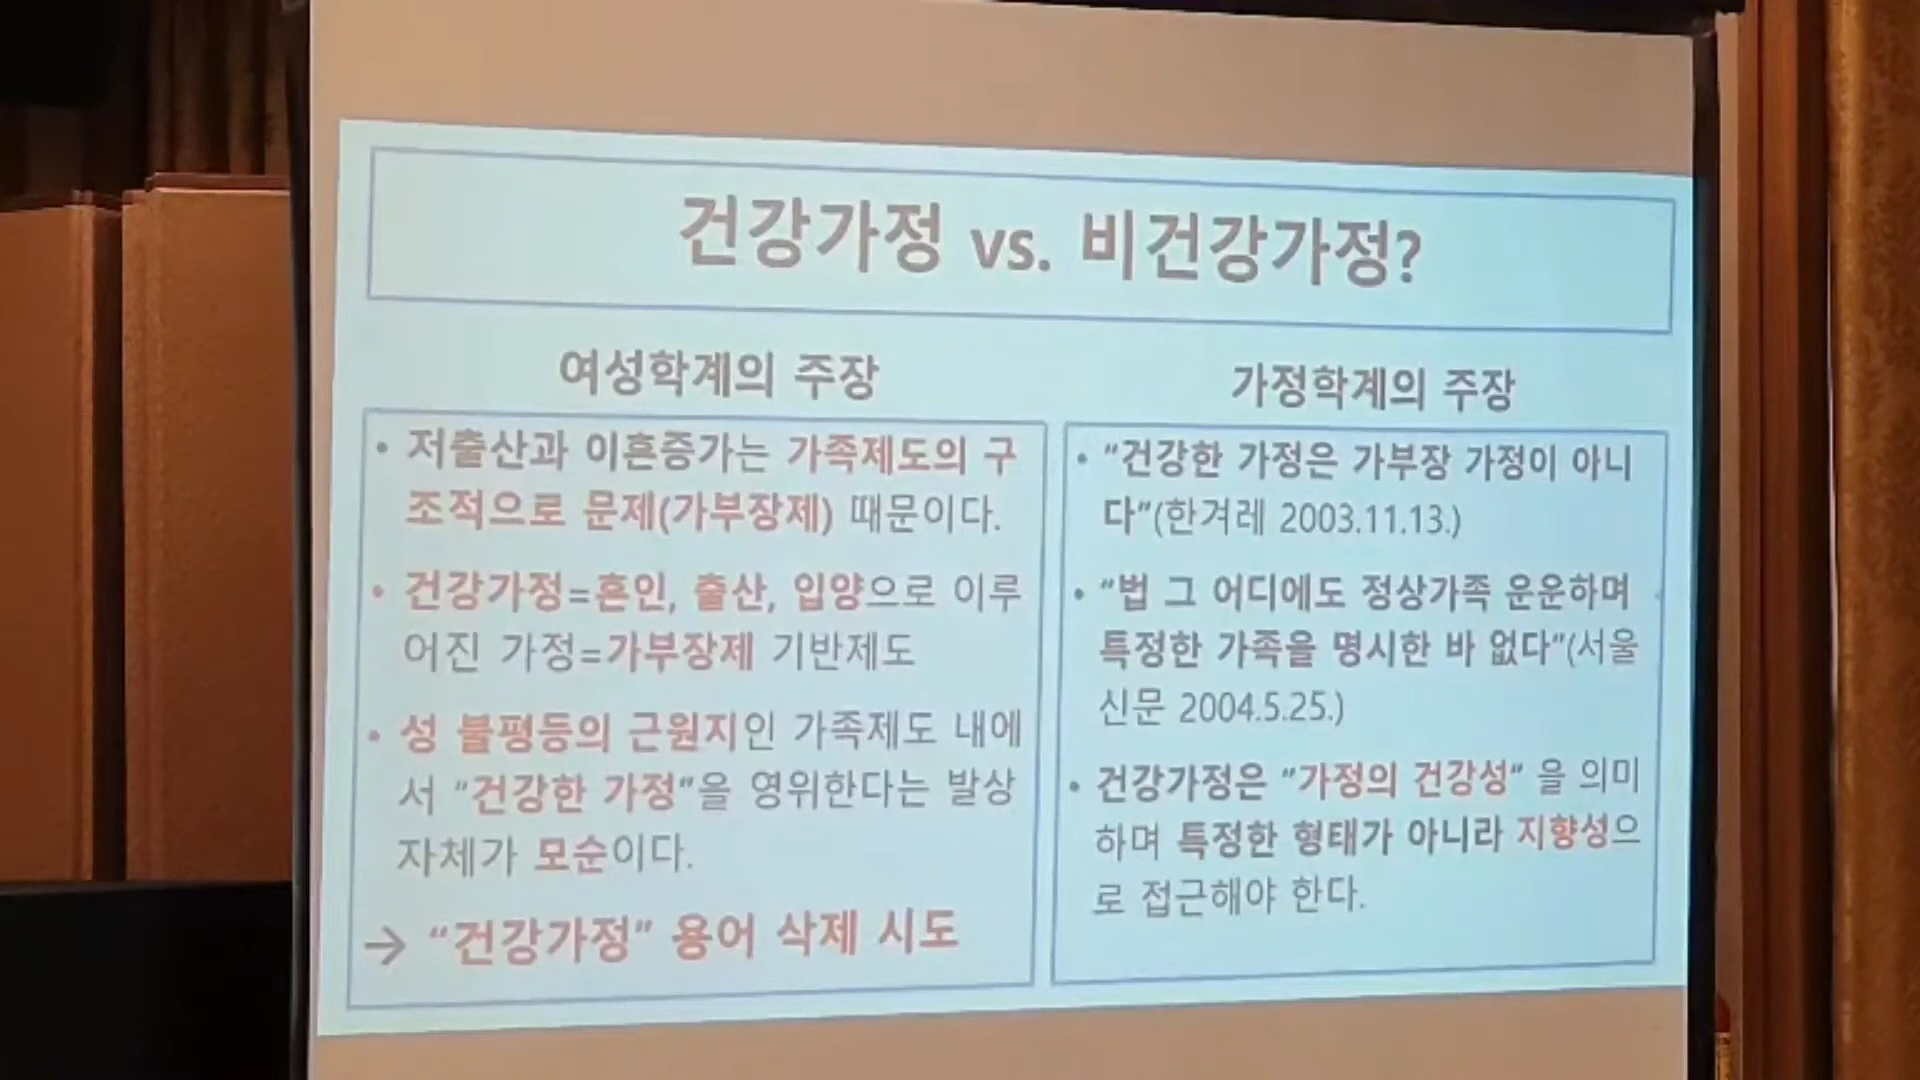 건강가정 vs. 비건강가정?
여성학계의 주장
• 저출산과 이혼증가는 가족제도의 구
조적으로 문제(가부장제) 때문이다.
• 건강가정=혼인, 출산, 입양으로 이루
어진 가정=가부장제 기반제도
• 성 불평등의 근원지인 가족제도 내에
서 “건강한 가정”을 영위한다는 발상
자체가 모순이다.
→ “건강가정” 용어 삭제 시도
가정학계의 주장
• “건강한 가정은 가부장 가정이 아니
다”(한겨레 2003.11.13.)
• “법 그 어디에도 정상가족 운운하며
특정한 가족을 명시한 바 없다”(서울
신문 2004.5.25.)
• 건강가정은 “가정의 건강성“ 을 의미
하며 특정한 형태가 아니라 지향성으
로 접근해야 한다.